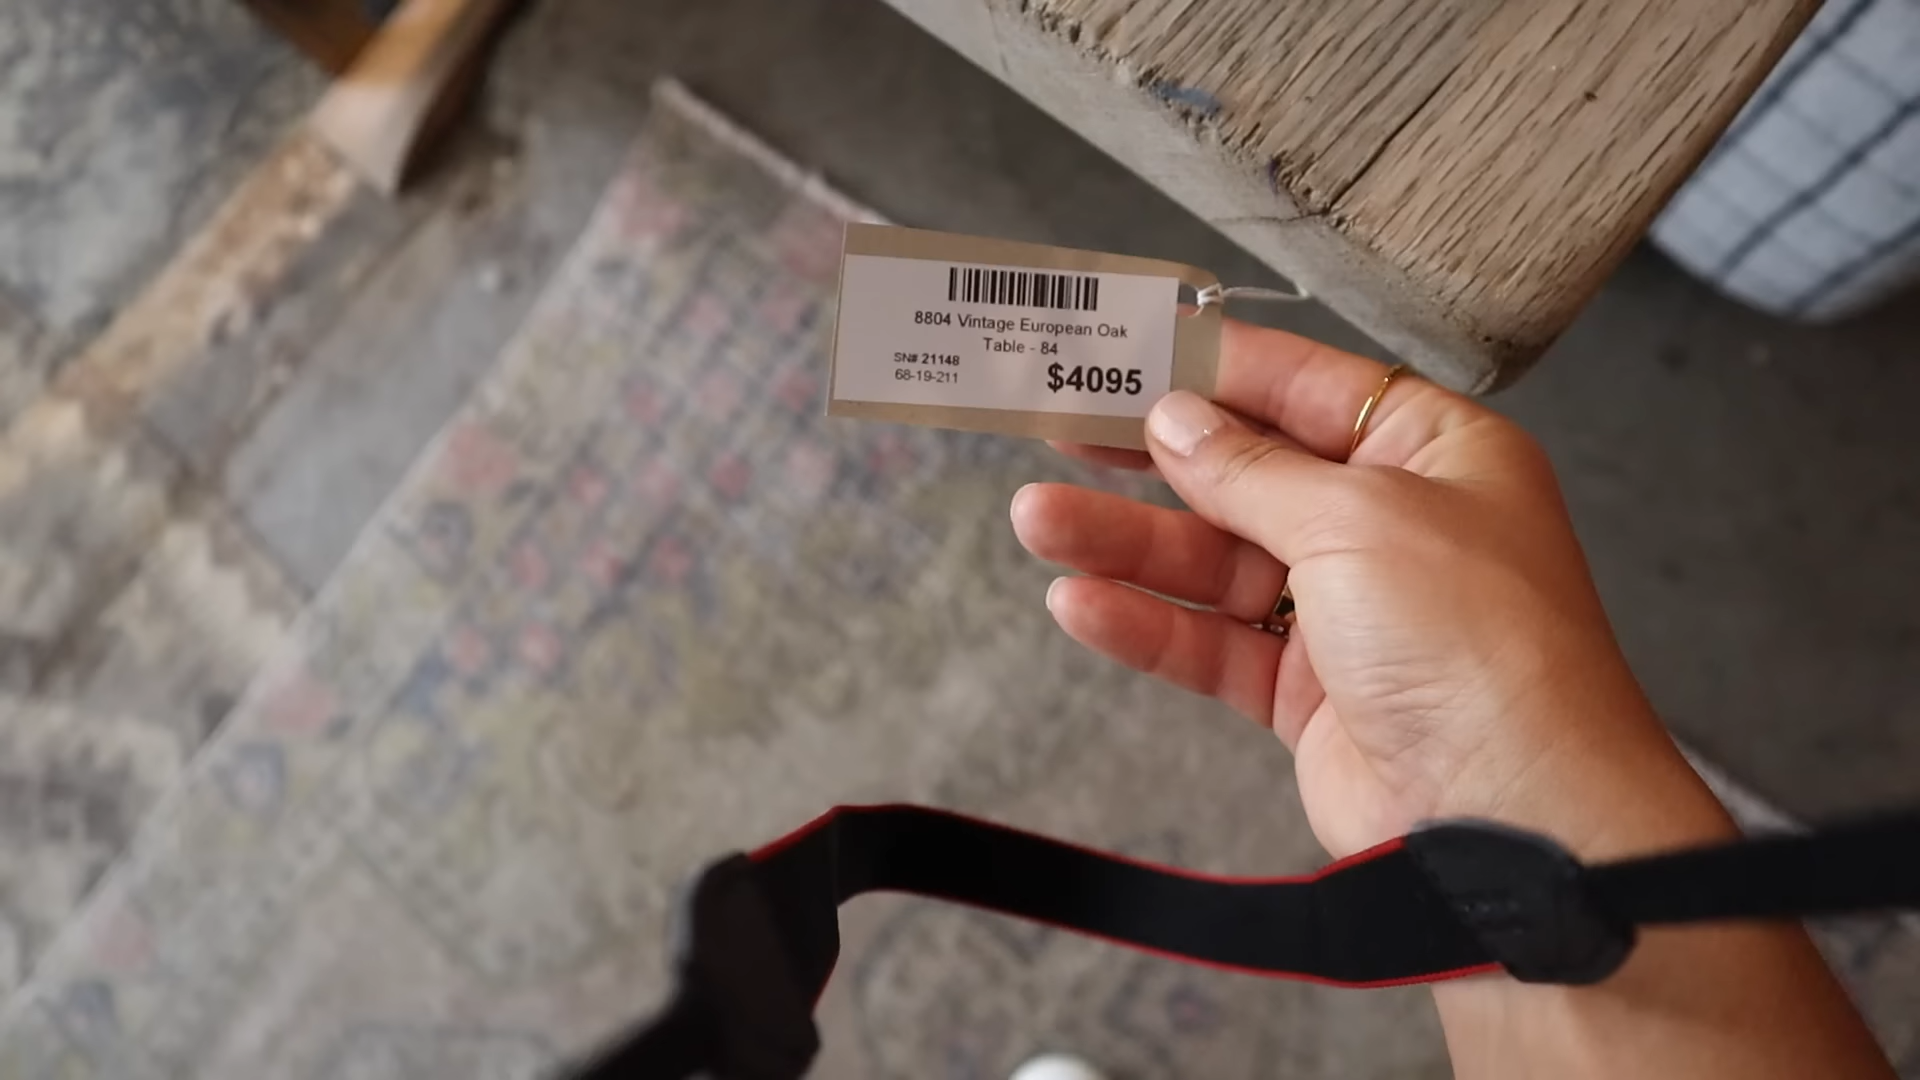 8804 Vintage European Oak
Table - 84
SN# 21148
68-19-211
$4095